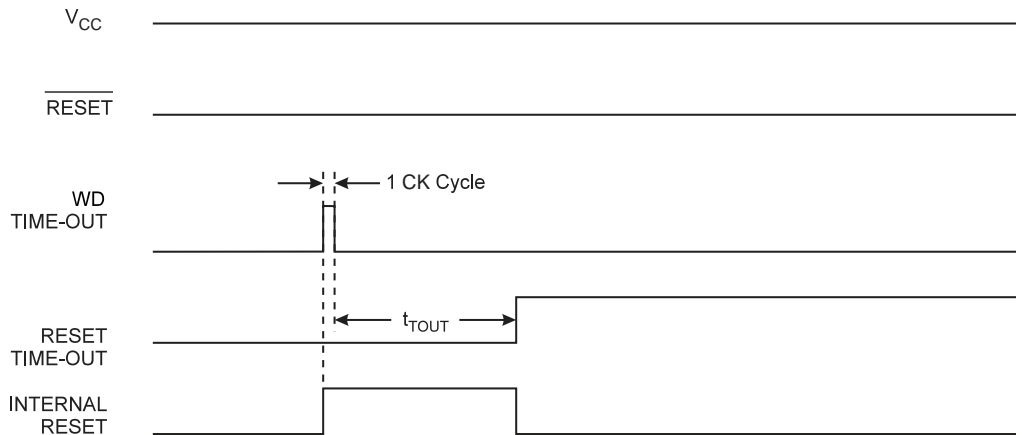 VCC
RESET
1 CK Cycle
WD
TIME-OUT
tTOUT
RESET
TIME-OUT
INTERNAL
RESET